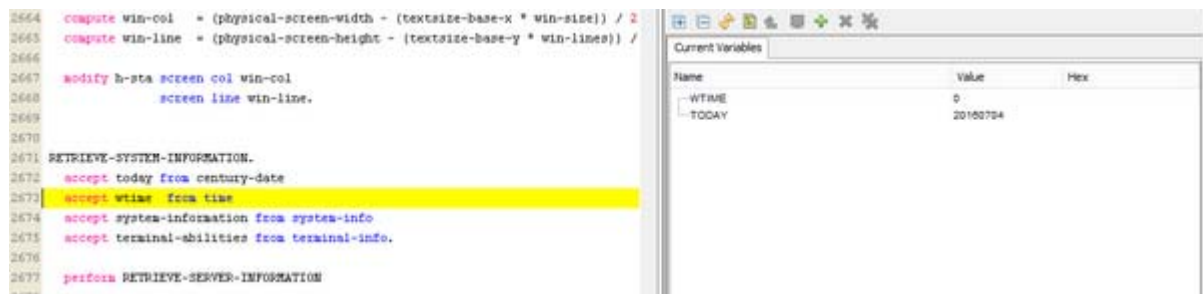 2664 compute win-col = (physical-screen-width - (textsize-base-x * win-size)) / 2
2665 compute win-line = (physical-screen-height - (textsize-base-y * win-lines)) /
2666
2667 modify h-sta screen col win-col
2668 screen line win-line.
2669
2670
2671 RETRIEVE-SYSTEM-INFORMATION.
2672 accept today from century-date
2673 accept wtime from time
2674 accept system-information from system-info
2675 accept terminal-abilities from terminal-info.
2676
2677 perform RETRIEVE-SERVER-INFORMATION
Current Variables
Name Value Hex
WTIME 0
TODAY 20160704